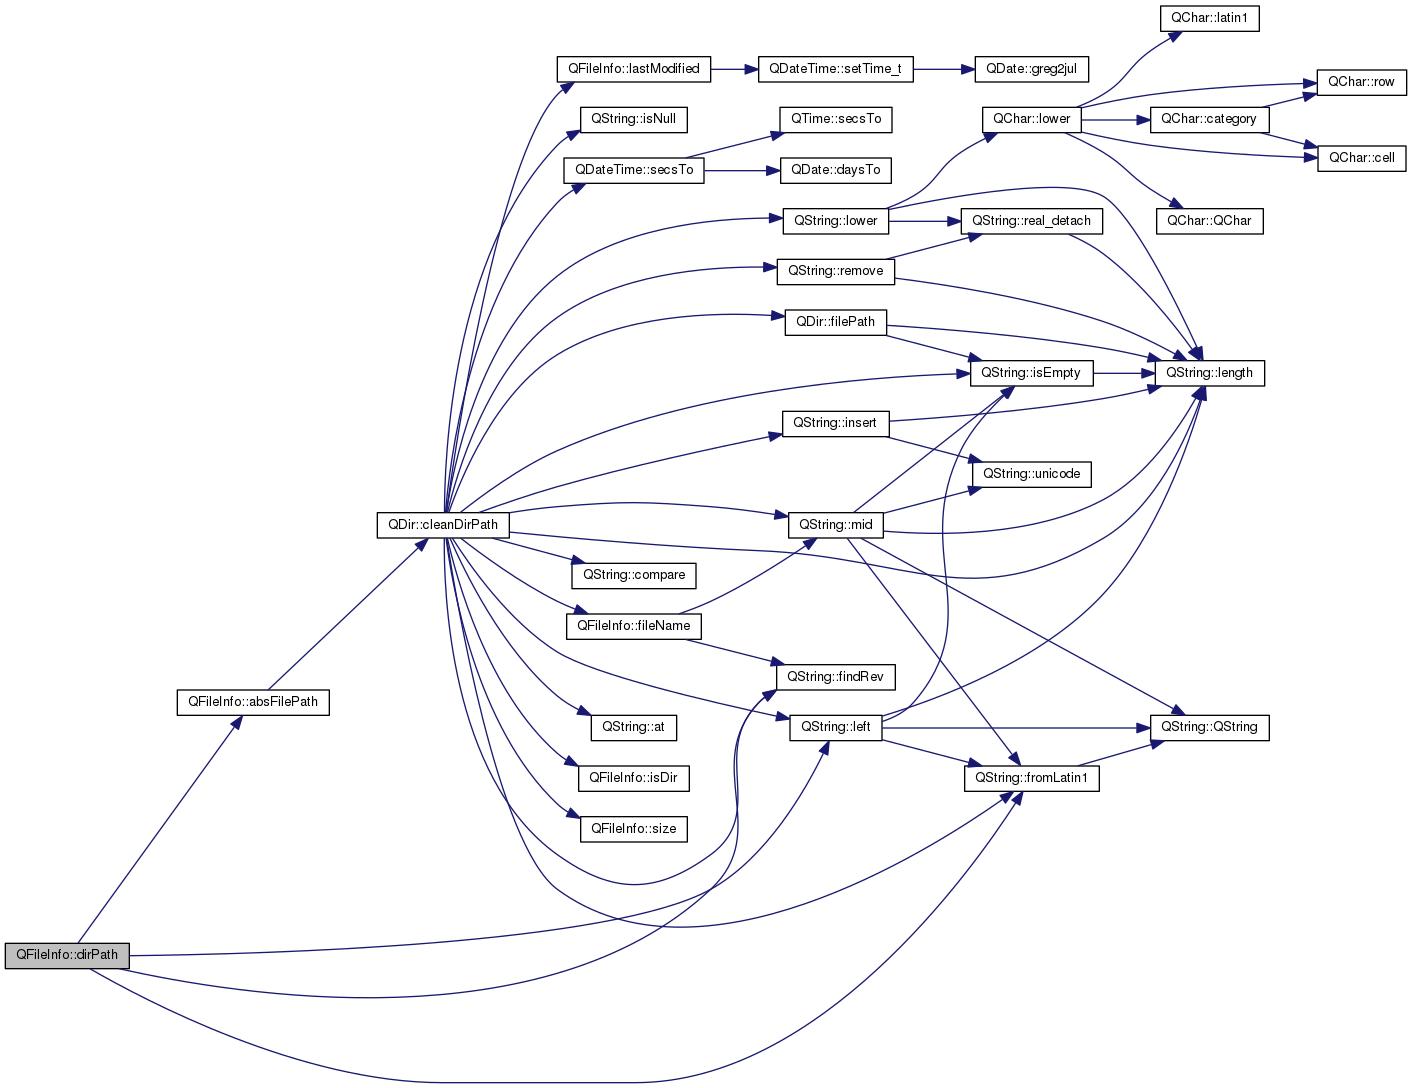 QChar::latin1
QFileInfo::lastModified
QDateTime::setTime_t
QDate::greg2jul
QChar::row
QString::isNull
QTime::secsTo
QChar::lower
QChar::category
QChar::cell
QDateTime::secsTo
QDate::daysTo
QString::lower
QString::real_detach
QChar::QChar
QString::remove
QDir::filePath
QString::isEmpty
QString::length
QString::insert
QString::unicode
QDir::cleanDirPath
QString::mid
QString::compare
QFileInfo::fileName
QString::findRev
QFileInfo::absFilePath
QString::at
QString::left
QString::QString
QFileInfo::isDir
QString::fromLatin1
QFileInfo::size
QFileInfo::dirPath